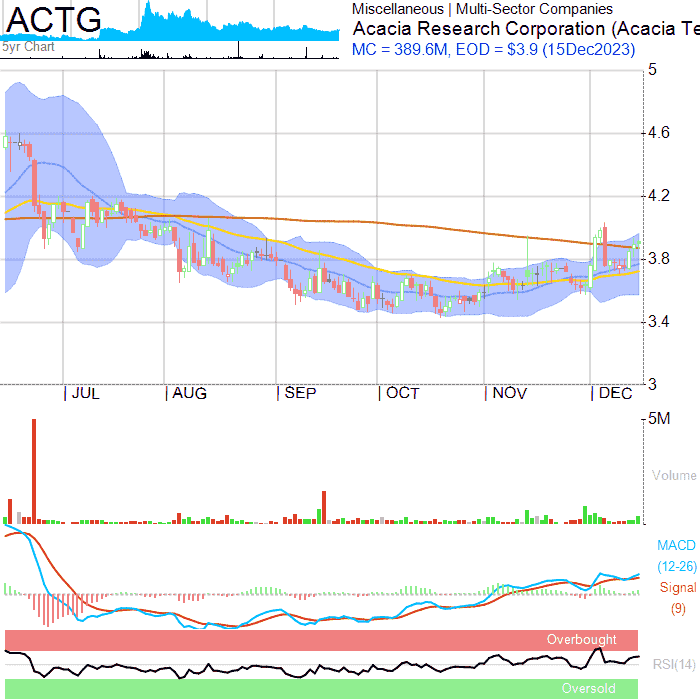 ACTG
5yr Chart
Miscellaneous | Multi-Sector Companies
Acacia Research Corporation (Acacia Te
MC = 389.6M, EOD = $3.9 (15Dec2023)
5
4.6
4.2
3.8
3.4
3
JUL AUG SEP OCT NOV DEC
5M
Volume
MACD
(12-26)
Signal
(9)
Overbought
RSI(14)
Oversold